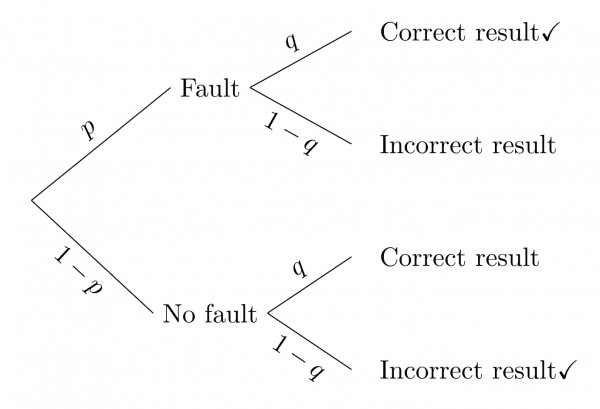 q
Correct result✓
Fault
p
1 − q
Incorrect result
q
Correct result
1 − p
No fault
1 − q
Incorrect result✓